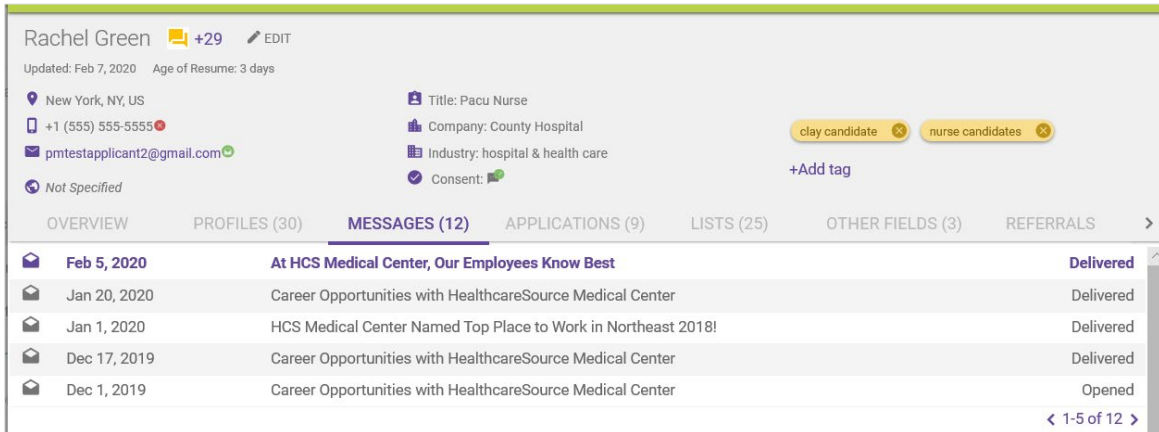 Rachel Green +29 EDIT
Updated: Feb 7, 2020 Age of Resume: 3 days
New York, NY, US
+1 (555) 555-5555
pmtestapplicant2@gmail.com
Not Specified
Title: Pacu Nurse
Company: County Hospital
Industry: hospital & health care
Consent:
clay candidate nurse candidates
+Add tag
OVERVIEW PROFILES (30) MESSAGES (12) APPLICATIONS (9) LISTS (25) OTHER FIELDS (3) REFERRALS
Feb 5, 2020 At HCS Medical Center, Our Employees Know Best Delivered
Jan 20, 2020 Career Opportunities with HealthcareSource Medical Center Delivered
Jan 1, 2020 HCS Medical Center Named Top Place to Work in Northeast 2018! Delivered
Dec 17, 2019 Career Opportunities with HealthcareSource Medical Center Delivered
Dec 1, 2019 Career Opportunities with HealthcareSource Medical Center Opened
1-5 of 12